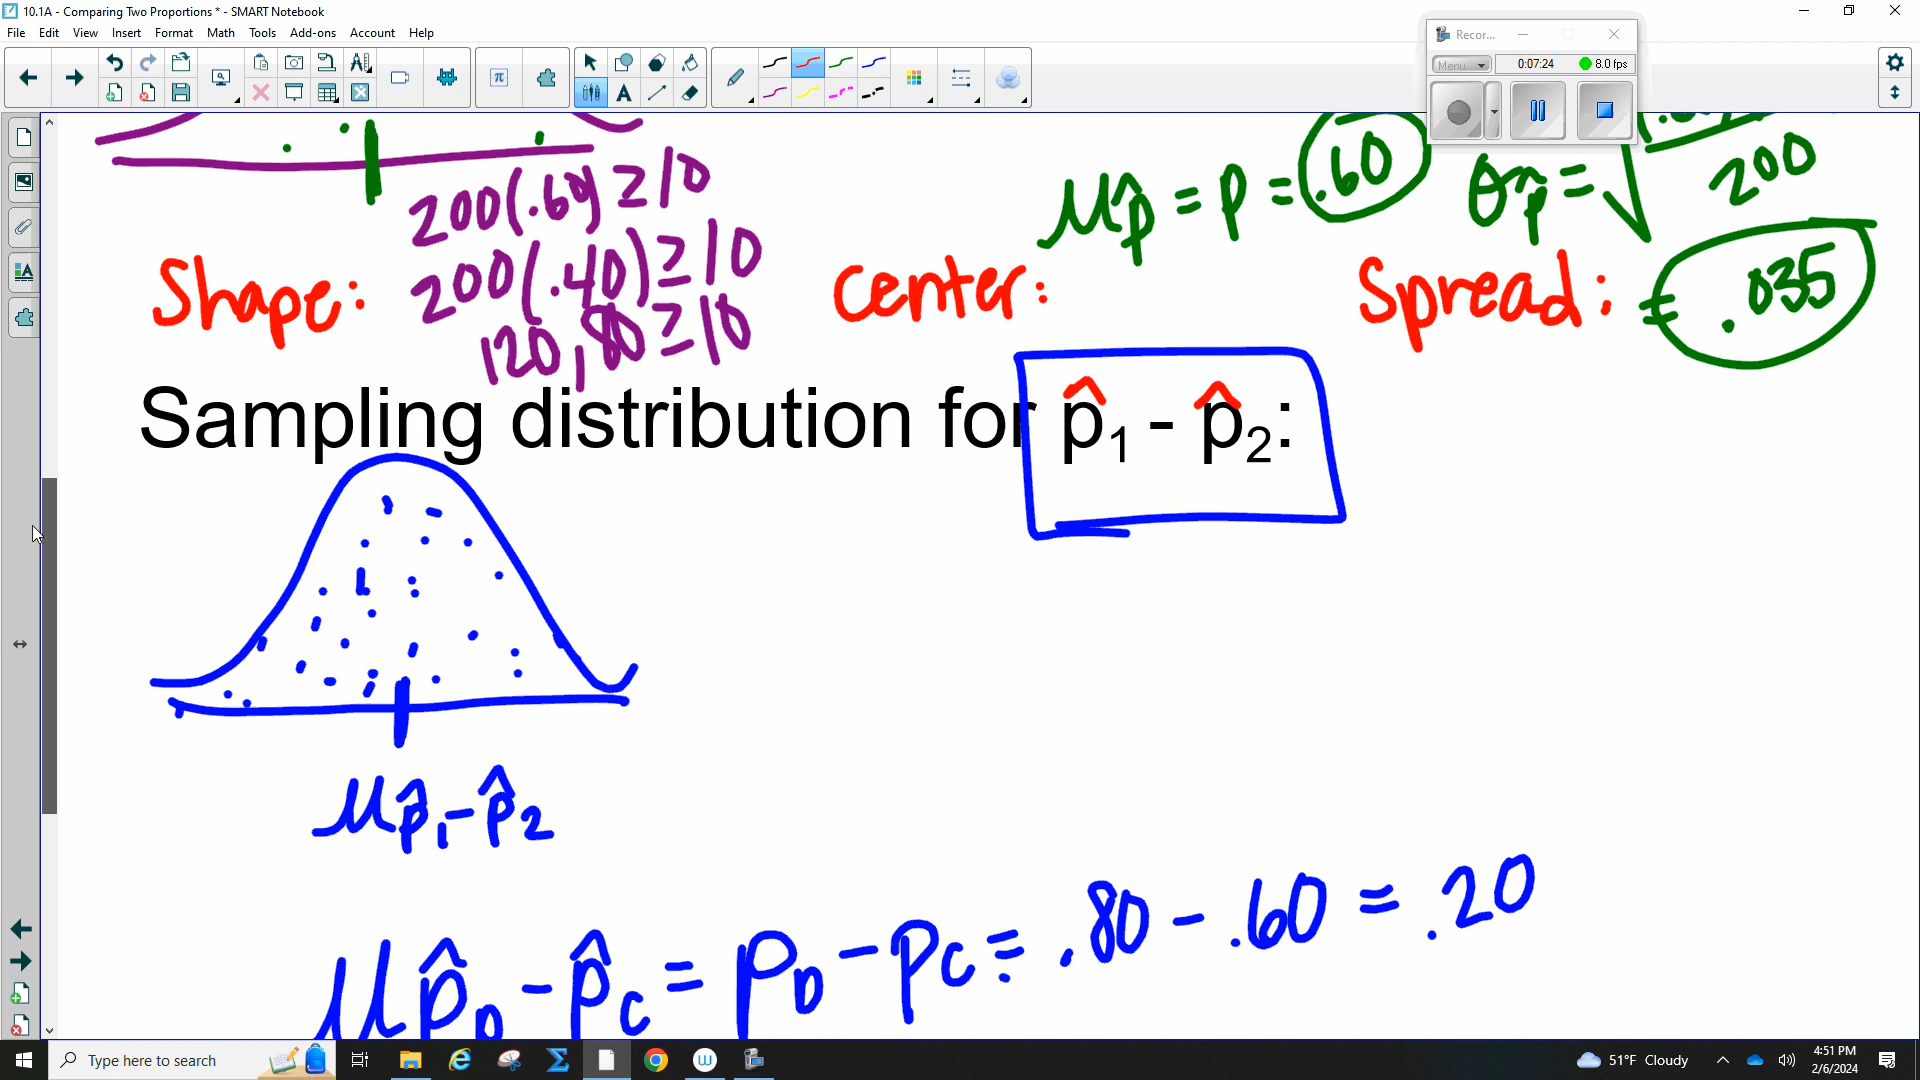 10.1A - Comparing Two Proportions * - SMART Notebook
File Edit View Insert Format Math Tools Add-ons Account Help
Recor...
Menu 0:07:24 8.0 fps
200(.60) ≥ 10
μp̂ = p = .60
σp̂ = √ 200
200(.40) ≥ 10
120, 80 ≥ 10
Shape:
Center:
Spread: = .035
Sampling distribution for p̂₁ - p̂₂:
μp̂₁-p̂₂
μp̂D - p̂C = pD - pC = .80 - .60 = .20
Type here to search
51°F Cloudy
4:51 PM
2/6/2024